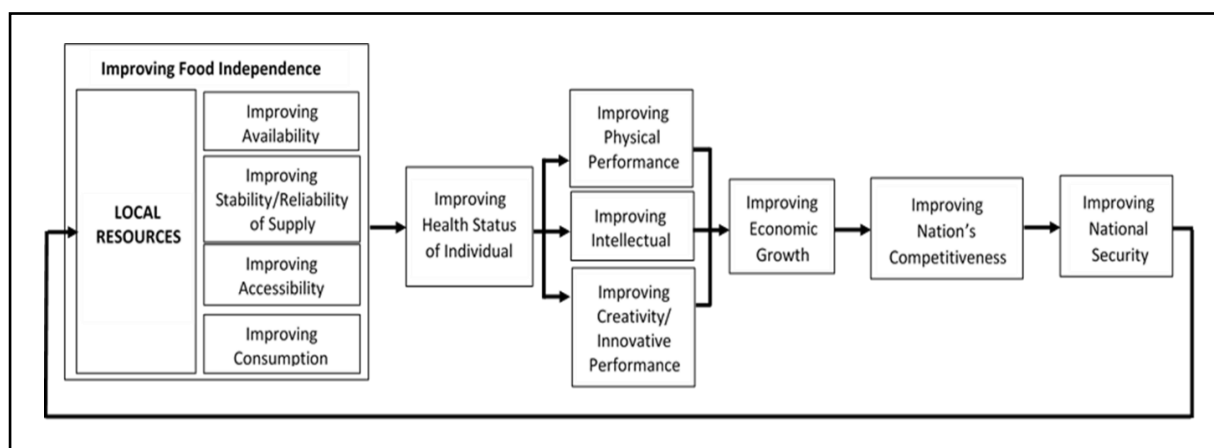 Improving Food Independence
LOCAL
RESOURCES
Improving
Availability
Improving
Stability/Reliability
of Supply
Improving
Accessibility
Improving
Consumption
Improving
Health Status
of Individual
Improving
Physical
Performance
Improving
Intellectual
Improving
Creativity/
Innovative
Performance
Improving
Economic
Growth
Improving
Nation’s
Competitiveness
Improving
National
Security